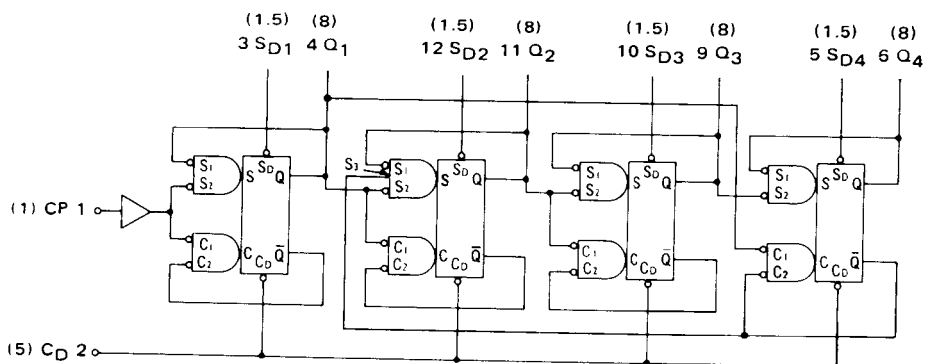 (1.5) (8) (1.5) (8) (1.5) (8) (1.5) (8)
3 SD1 4 Q1 12 SD2 11 Q2 10 SD3 9 Q3 5 SD4 6 Q4
S1 SD S3 S1 SD S1 SD S1 SD
S2 S Q S2 S Q S2 S Q S2 S Q
(1) CP 1
C1 C Q̅ C1 C Q̅ C1 C Q̅ C1 C Q̅
C2 CD C2 CD C2 CD C2 CD
(5) CD 2